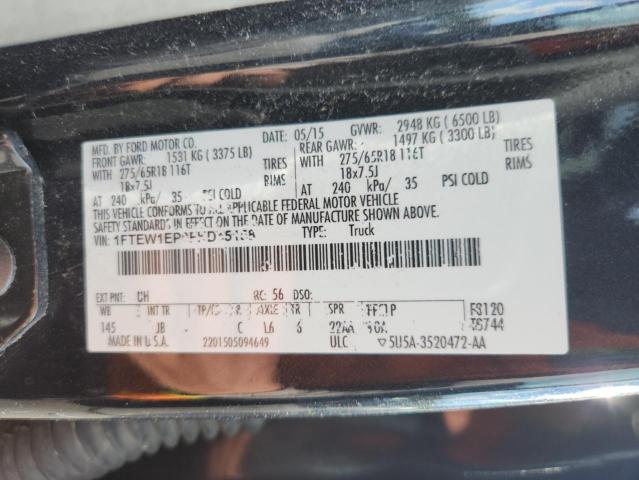 MFD. BY FORD MOTOR CO. DATE: 05/15 GVWR: 2948 KG ( 6500 LB)
FRONT GAWR: 1531 KG ( 3375 LB) REAR GAWR: 1497 KG ( 3300 LB)
WITH 275/65R18 116T TIRES WITH 275/65R18 116T TIRES
18x7.5J RIMS 18x7.5J RIMS
AT 240 kPa/ 35 PSI COLD AT 240 kPa/ 35 PSI COLD
THIS VEHICLE CONFORMS TO ALL APPLICABLE FEDERAL MOTOR VEHICLE
SAFETY STANDARDS IN EFFECT ON THE DATE OF MANUFACTURE SHOWN ABOVE.
VIN: TYPE: Truck
EXT PNT: RC: 56 DSO:
WB INT TR AXLE TR SPR
145 JB C L6 6 22AA
F8120
MADE IN U.S.A. 2201505094649 ULC ▽5U5A-3520472-AA